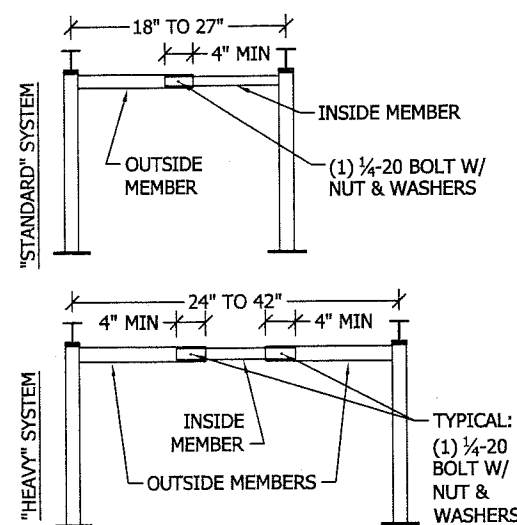 18" TO 27"
4" MIN
INSIDE MEMBER
OUTSIDE
MEMBER
(1) ¼-20 BOLT W/
NUT & WASHERS
"STANDARD" SYSTEM
24" TO 42"
4" MIN
4" MIN
INSIDE
MEMBER
OUTSIDE MEMBERS
TYPICAL:
(1) ¼-20
BOLT W/
NUT &
WASHERS
"HEAVY" SYSTEM